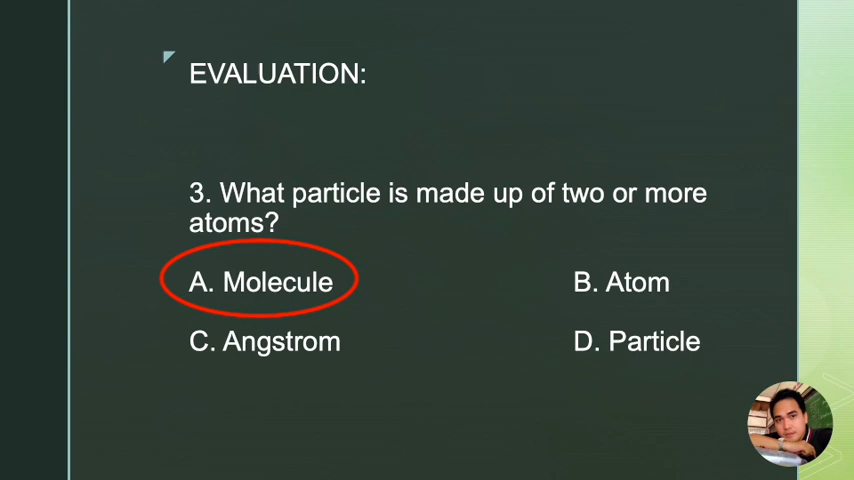 EVALUATION:
3. What particle is made up of two or more
atoms?
A. Molecule
B. Atom
C. Angstrom
D. Particle